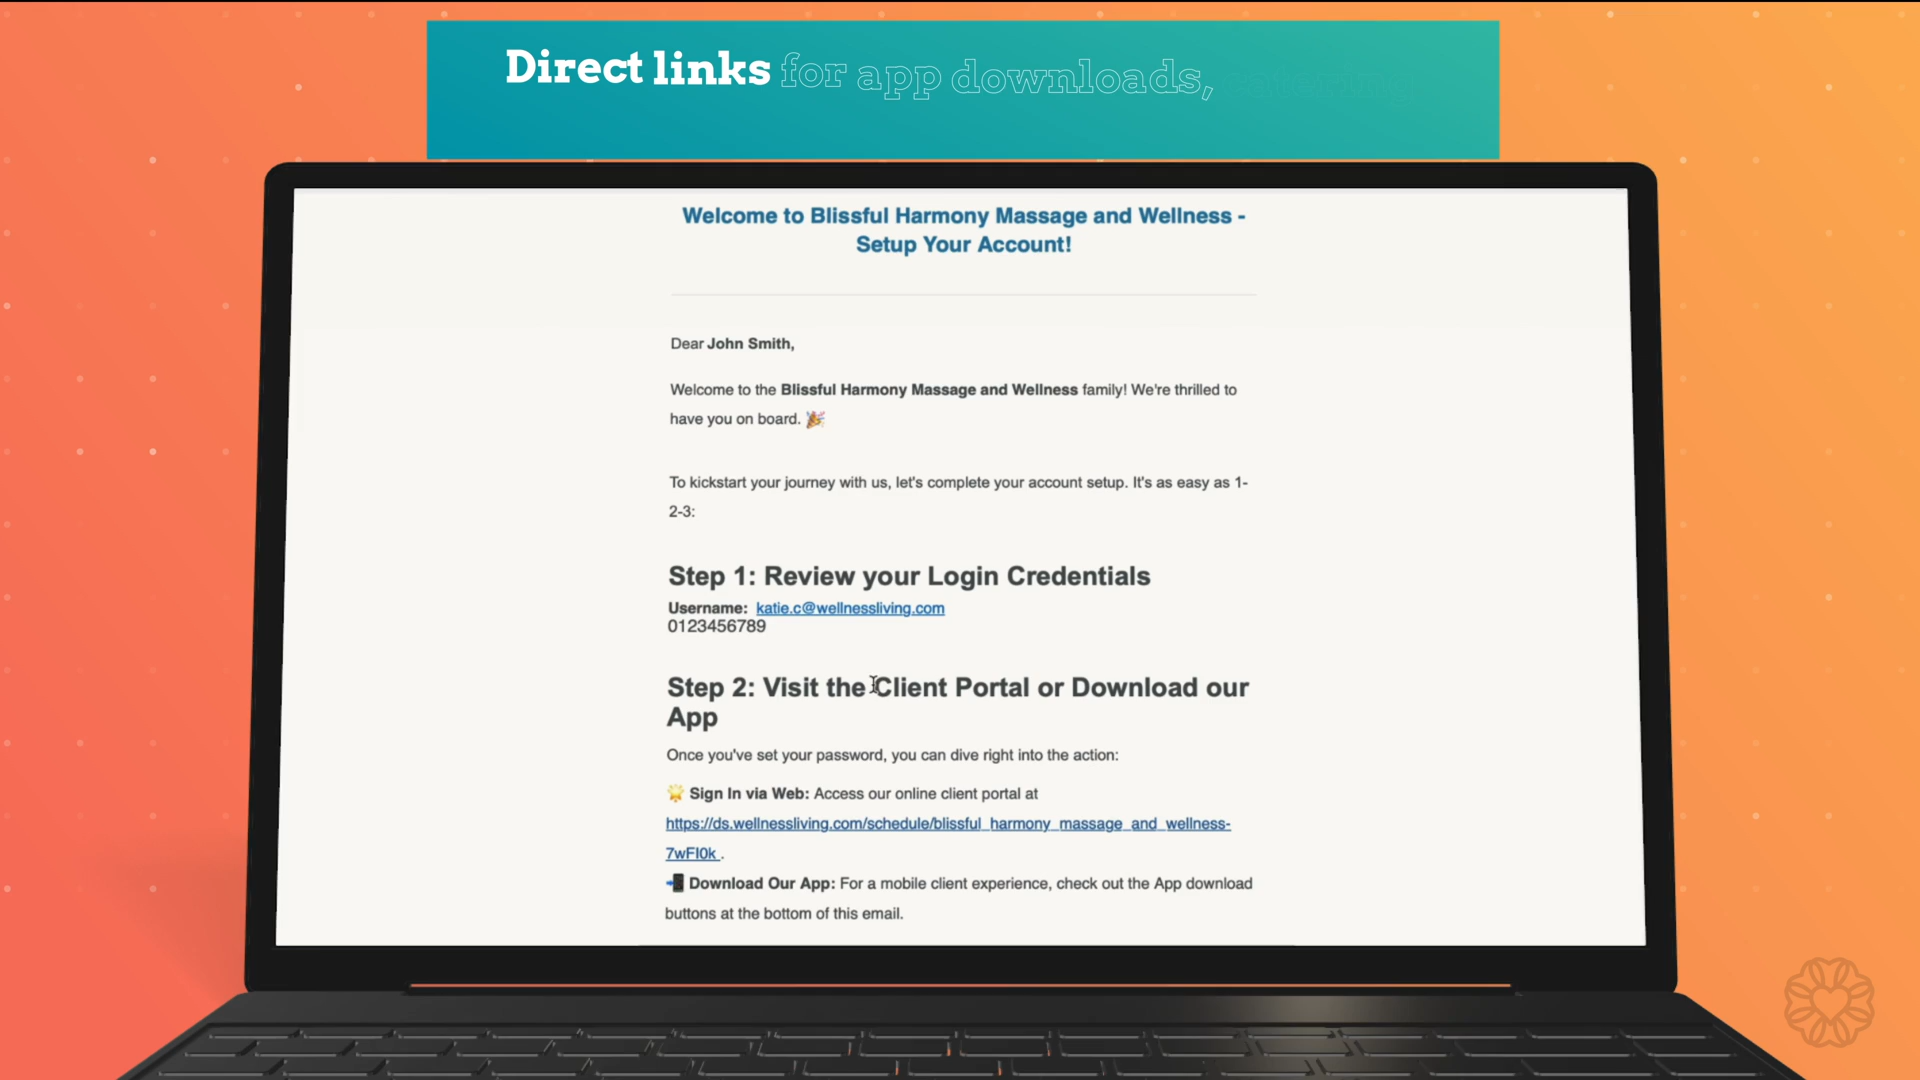 Direct links for app downloads,
Welcome to Blissful Harmony Massage and Wellness -
Setup Your Account!
Dear John Smith,
Welcome to the Blissful Harmony Massage and Wellness family! We're thrilled to
have you on board. 🎉
To kickstart your journey with us, let's complete your account setup. It's as easy as 1-
2-3:
Step 1: Review your Login Credentials
Username: katie.c@wellnessliving.com
0123456789
Step 2: Visit the Client Portal or Download our
App
Once you've set your password, you can dive right into the action:
🌟 Sign In via Web: Access our online client portal at
https://ds.wellnessliving.com/schedule/blissful_harmony_massage_and_wellness-
7wFI0k .
📲 Download Our App: For a mobile client experience, check out the App download
buttons at the bottom of this email.